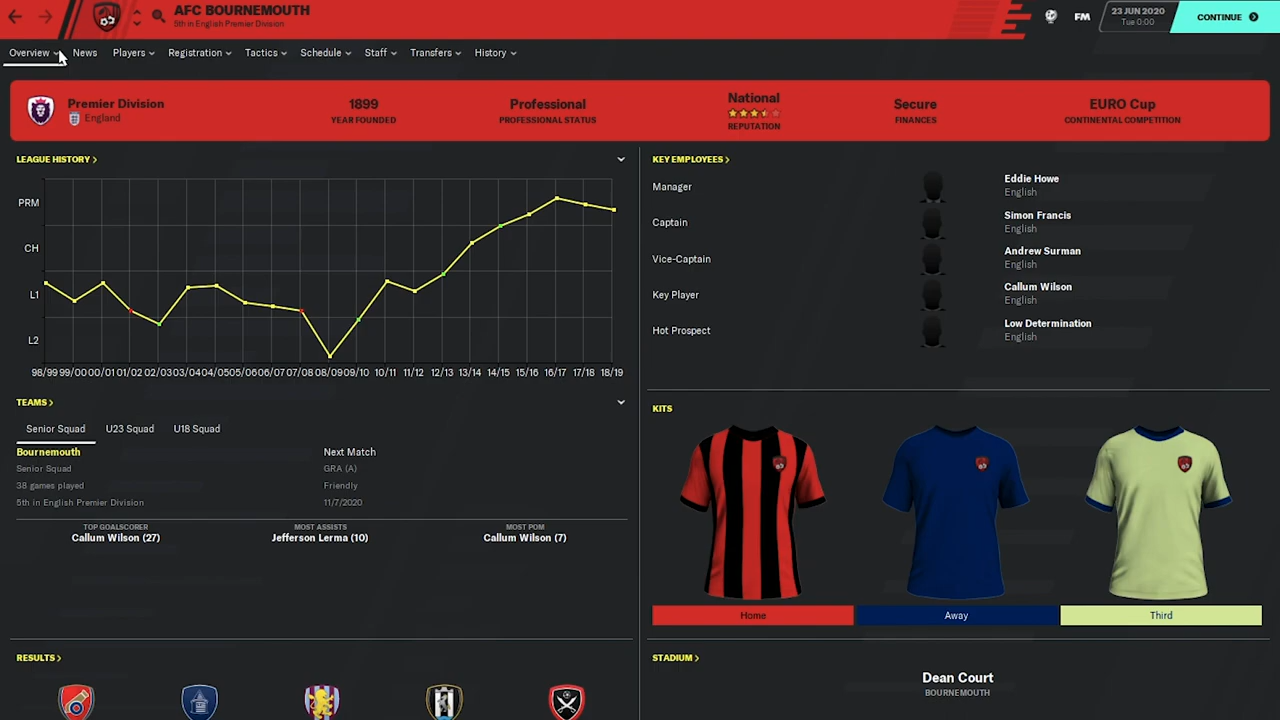 AFC BOURNEMOUTH
5th in English Premier Division
FM
23 JUN 2020
Tue 0:00
CONTINUE
Overview
News
Players
Registration
Tactics
Schedule
Staff
Transfers
History
Premier Division
England
1899
YEAR FOUNDED
Professional
PROFESSIONAL STATUS
National
REPUTATION
Secure
FINANCES
EURO Cup
CONTINENTAL COMPETITION
LEAGUE HISTORY >
PRM
CH
L1
L2
98/99 99/00 00/01 01/02 02/03 03/04 04/05 05/06 06/07 07/08 08/09 09/10 10/11 11/12 12/13 13/14 14/15 15/16 16/17 17/18 18/19
TEAMS >
Senior Squad
U23 Squad
U18 Squad
Bournemouth
Senior Squad
38 games played
5th in English Premier Division
Next Match
GRA (A)
Friendly
11/7/2020
TOP GOALSCORER
Callum Wilson (27)
MOST ASSISTS
Jefferson Lerma (10)
MOST POM
Callum Wilson (7)
RESULTS >
KEY EMPLOYEES >
Manager
Eddie Howe
English
Captain
Simon Francis
English
Vice-Captain
Andrew Surman
English
Key Player
Callum Wilson
English
Hot Prospect
Low Determination
English
KITS
Home
Away
Third
STADIUM >
Dean Court
BOURNEMOUTH